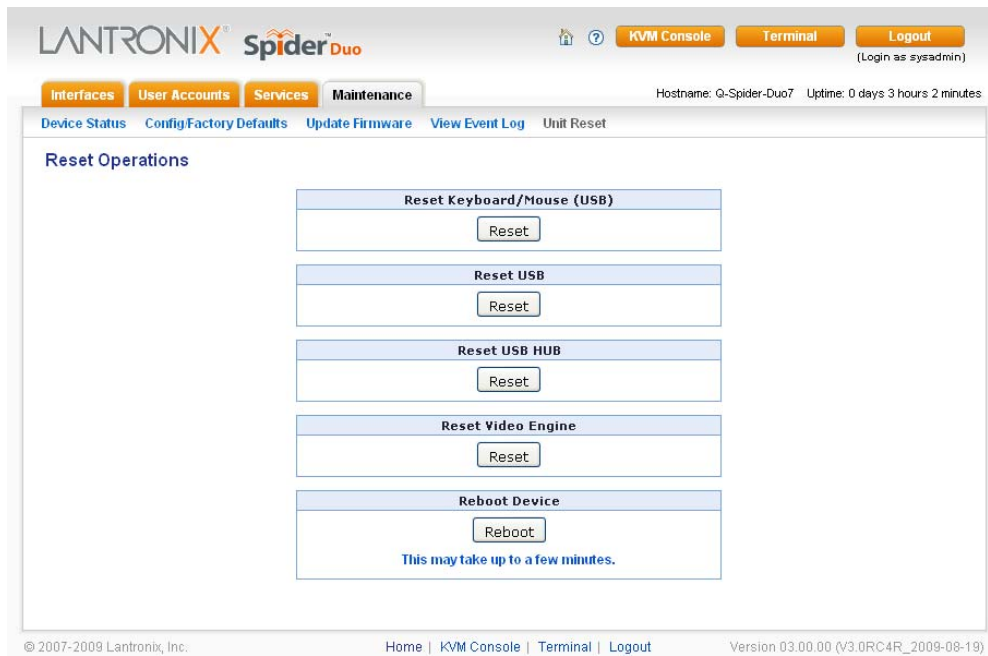 LANTRONIX® Spider™ Duo
KVM Console Terminal Logout
(Login as sysadmin)
Interfaces User Accounts Services Maintenance
Hostname: Q-Spider-Duo7 Uptime: 0 days 3 hours 2 minutes
Device Status Config/Factory Defaults Update Firmware View Event Log Unit Reset
Reset Operations
Reset Keyboard/Mouse (USB)
Reset
Reset USB
Reset
Reset USB HUB
Reset
Reset Video Engine
Reset
Reboot Device
Reboot
This may take up to a few minutes.
© 2007-2009 Lantronix, Inc. Home | KVM Console | Terminal | Logout Version 03.00.00 (V3.0RC4R_2009-08-19)